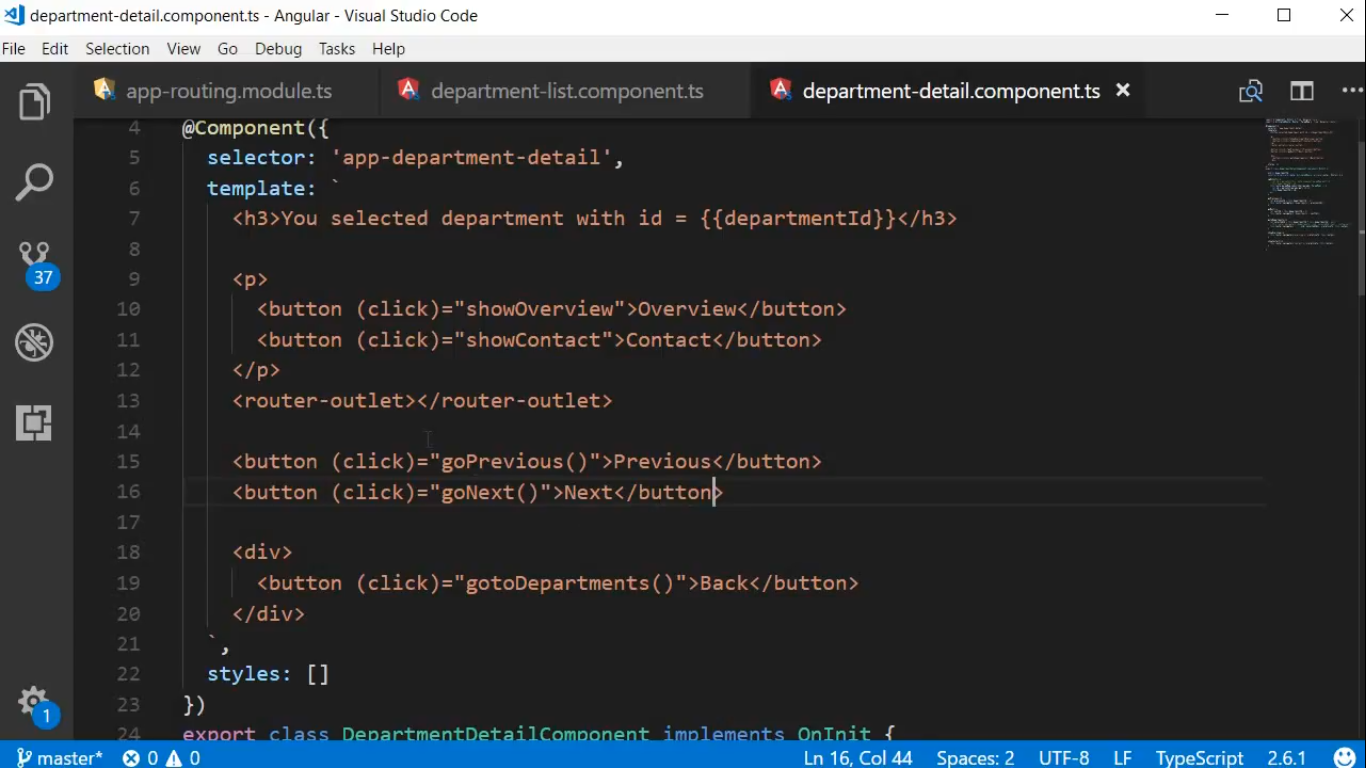 department-detail.component.ts - Angular - Visual Studio Code
File Edit Selection View Go Debug Tasks Help
app-routing.module.ts department-list.component.ts department-detail.component.ts
4 @Component({
5 selector: 'app-department-detail',
6 template: `
7 <h3>You selected department with id = {{departmentId}}</h3>
8
9 <p>
10 <button (click)="showOverview">Overview</button>
11 <button (click)="showContact">Contact</button>
12 </p>
13 <router-outlet></router-outlet>
14
15 <button (click)="goPrevious()">Previous</button>
16 <button (click)="goNext()">Next</button>
17
18 <div>
19 <button (click)="gotoDepartments()">Back</button>
20 </div>
21 `,
22 styles: []
23 })
24 export class DepartmentDetailComponent implements OnInit {
37
1
master* 0 0 Ln 16, Col 44 Spaces: 2 UTF-8 LF TypeScript 2.6.1